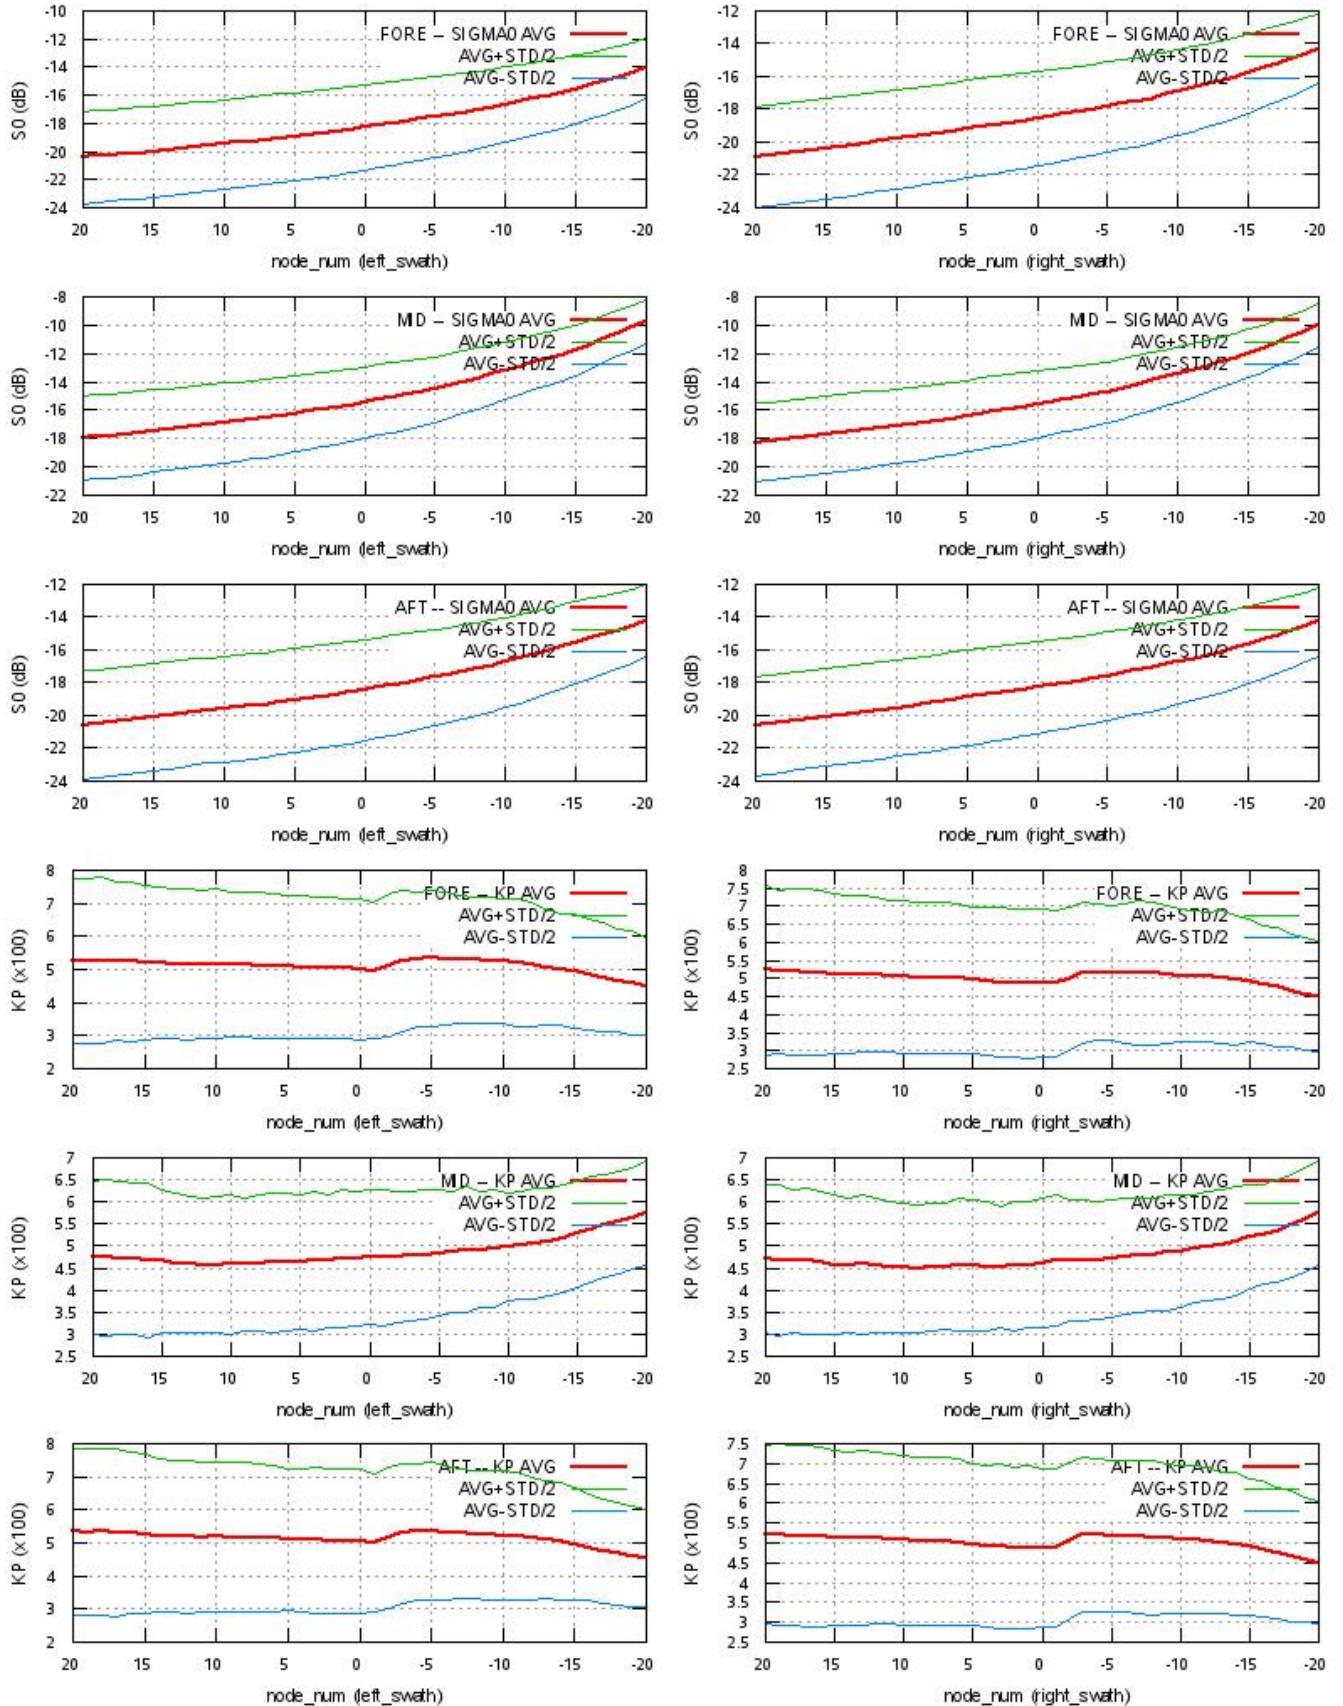 -10
-12
-14
-16
-18
-20
-22
-24
S0 (dB)
FORE -- SIGMA0 AVG
AVG+STD/2
AVG-STD/2
20 15 10 5 0 -5 -10 -15 -20
node_num (left_swath)
-12
-14
-16
-18
-20
-22
-24
S0 (dB)
FORE -- SIGMA0 AVG
AVG+STD/2
AVG-STD/2
20 15 10 5 0 -5 -10 -15 -20
node_num (right_swath)
-8
-10
-12
-14
-16
-18
-20
-22
S0 (dB)
MID -- SIGMA0 AVG
AVG+STD/2
AVG-STD/2
20 15 10 5 0 -5 -10 -15 -20
node_num (left_swath)
-8
-10
-12
-14
-16
-18
-20
-22
S0 (dB)
MID -- SIGMA0 AVG
AVG+STD/2
AVG-STD/2
20 15 10 5 0 -5 -10 -15 -20
node_num (right_swath)
-12
-14
-16
-18
-20
-22
-24
S0 (dB)
AFT -- SIGMA0 AVG
AVG+STD/2
AVG-STD/2
20 15 10 5 0 -5 -10 -15 -20
node_num (left_swath)
-12
-14
-16
-18
-20
-22
-24
S0 (dB)
AFT -- SIGMA0 AVG
AVG+STD/2
AVG-STD/2
20 15 10 5 0 -5 -10 -15 -20
node_num (right_swath)
8
7
6
5
4
3
2
KP (x100)
FORE -- KP AVG
AVG+STD/2
AVG-STD/2
20 15 10 5 0 -5 -10 -15 -20
node_num (left_swath)
8
7.5
7
6.5
6
5.5
5
4.5
4
3.5
3
2.5
KP (x100)
FORE -- KP AVG
AVG+STD/2
AVG-STD/2
20 15 10 5 0 -5 -10 -15 -20
node_num (right_swath)
7
6.5
6
5.5
5
4.5
4
3.5
3
2.5
KP (x100)
MID -- KP AVG
AVG+STD/2
AVG-STD/2
20 15 10 5 0 -5 -10 -15 -20
node_num (left_swath)
7
6.5
6
5.5
5
4.5
4
3.5
3
2.5
KP (x100)
MID -- KP AVG
AVG+STD/2
AVG-STD/2
20 15 10 5 0 -5 -10 -15 -20
node_num (right_swath)
8
7
6
5
4
3
2
KP (x100)
AFT -- KP AVG
AVG+STD/2
AVG-STD/2
20 15 10 5 0 -5 -10 -15 -20
node_num (left_swath)
7.5
7
6.5
6
5.5
5
4.5
4
3.5
3
2.5
KP (x100)
AFT -- KP AVG
AVG+STD/2
AVG-STD/2
20 15 10 5 0 -5 -10 -15 -20
node_num (right_swath)